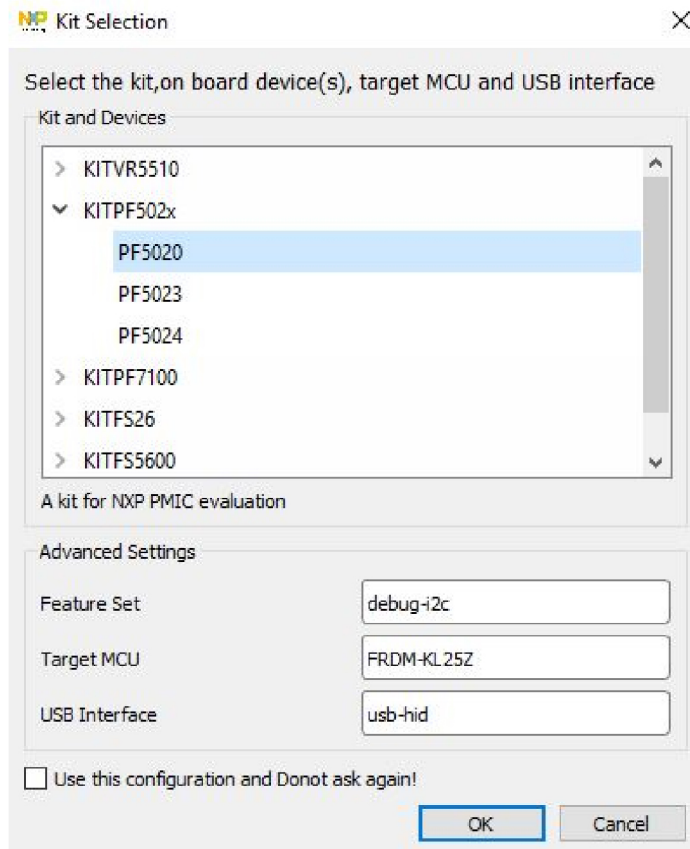 NXP Kit Selection
Select the kit,on board device(s), target MCU and USB interface
Kit and Devices
KITVR5510
KITPF502x
PF5020
PF5023
PF5024
KITPF7100
KITFS26
KITFS5600
A kit for NXP PMIC evaluation
Advanced Settings
Feature Set debug-i2c
Target MCU FRDM-KL25Z
USB Interface usb-hid
Use this configuration and Donot ask again!
OK Cancel